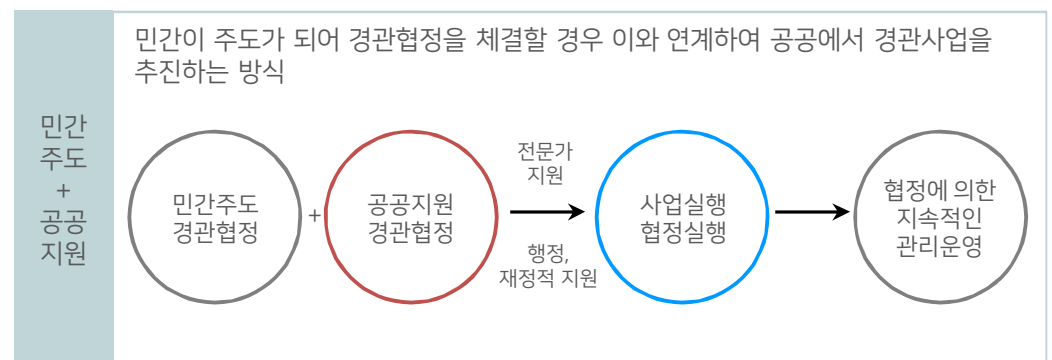 민간이 주도가 되어 경관협정을 체결할 경우 이와 연계하여 공공에서 경관사업을
추진하는 방식
민간
주도
+
공공
지원
민간주도
경관협정
+
공공지원
경관협정
전문가
지원
행정,
재정적 지원
사업실행
협정실행
협정에 의한
지속적인
관리운영